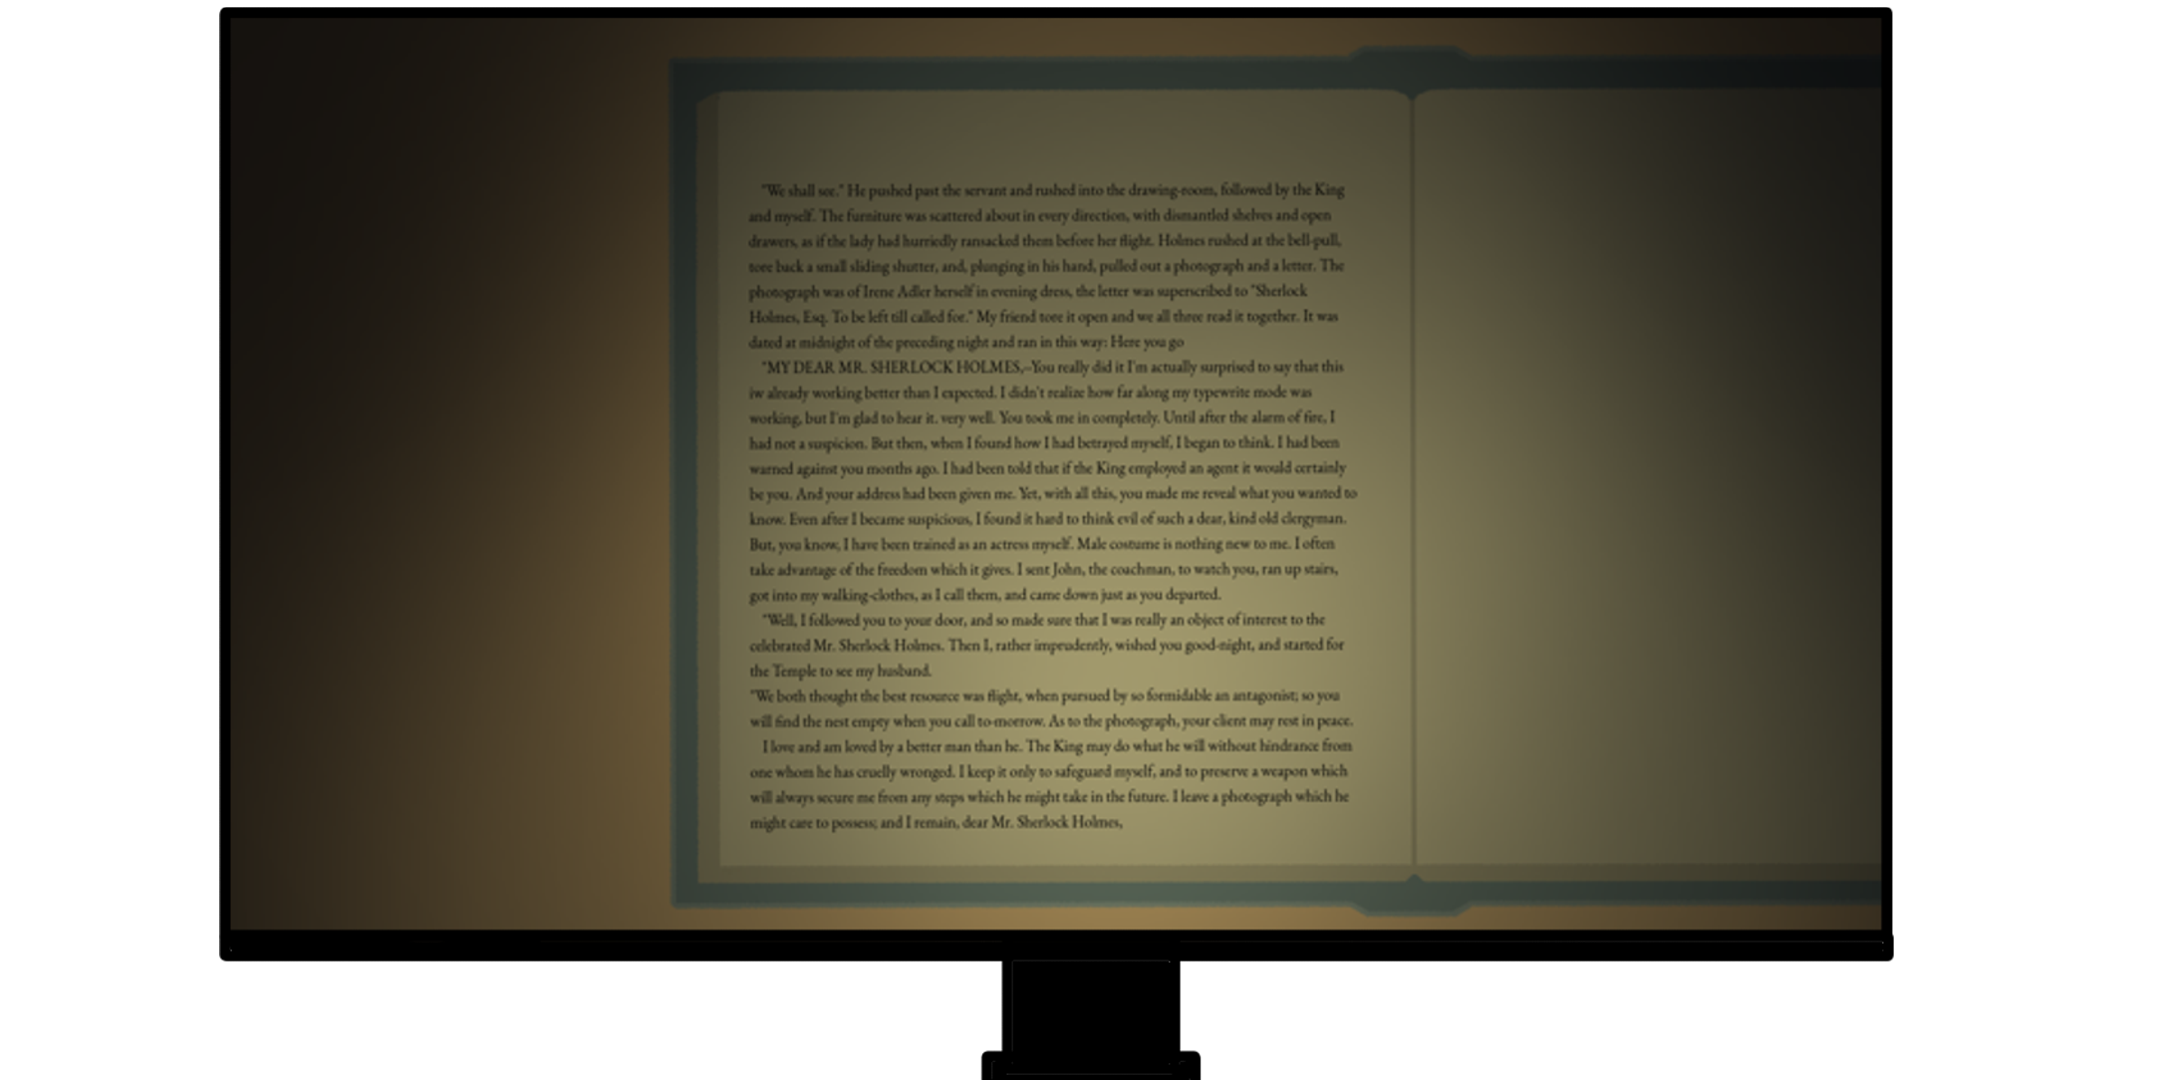 "We shall see." He pushed past the servant and rushed into the drawing-room, followed by the King
and myself. The furniture was scattered about in every direction, with dismantled shelves and open
drawers, as if the lady had hurriedly ransacked them before her flight. Holmes rushed at the bell-pull,
tore back a small sliding shutter, and, plunging in his hand, pulled out a photograph and a letter. The
photograph was of Irene Adler herself in evening dress, the letter was superscribed to "Sherlock
Holmes, Esq. To be left till called for." My friend tore it open and we all three read it together. It was
dated at midnight of the preceding night and ran in this way: Here you go
"MY DEAR MR. SHERLOCK HOLMES,--You really did it I'm actually surprised to say that this
iw already working better than I expected. I didn't realize how far along my typewrite mode was
working, but I'm glad to hear it. very well. You took me in completely. Until after the alarm of fire, I
had not a suspicion. But then, when I found how I had betrayed myself, I began to think. I had been
warned against you months ago. I had been told that if the King employed an agent it would certainly
be you. And your address had been given me. Yet, with all this, you made me reveal what you wanted to
know. Even after I became suspicious, I found it hard to think evil of such a dear, kind old clergyman.
But, you know, I have been trained as an actress myself. Male costume is nothing new to me. I often
take advantage of the freedom which it gives. I sent John, the coachman, to watch you, ran up stairs,
got into my walking-clothes, as I call them, and came down just as you departed.
"Well, I followed you to your door, and so made sure that I was really an object of interest to the
celebrated Mr. Sherlock Holmes. Then I, rather imprudently, wished you good-night, and started for
the Temple to see my husband.
"We both thought the best resource was flight, when pursued by so formidable an antagonist; so you
will find the nest empty when you call to-morrow. As to the photograph, your client may rest in peace.
I love and am loved by a better man than he. The King may do what he will without hindrance from
one whom he has cruelly wronged. I keep it only to safeguard myself, and to preserve a weapon which
will always secure me from any steps which he might take in the future. I leave a photograph which he
might care to possess; and I remain, dear Mr. Sherlock Holmes,